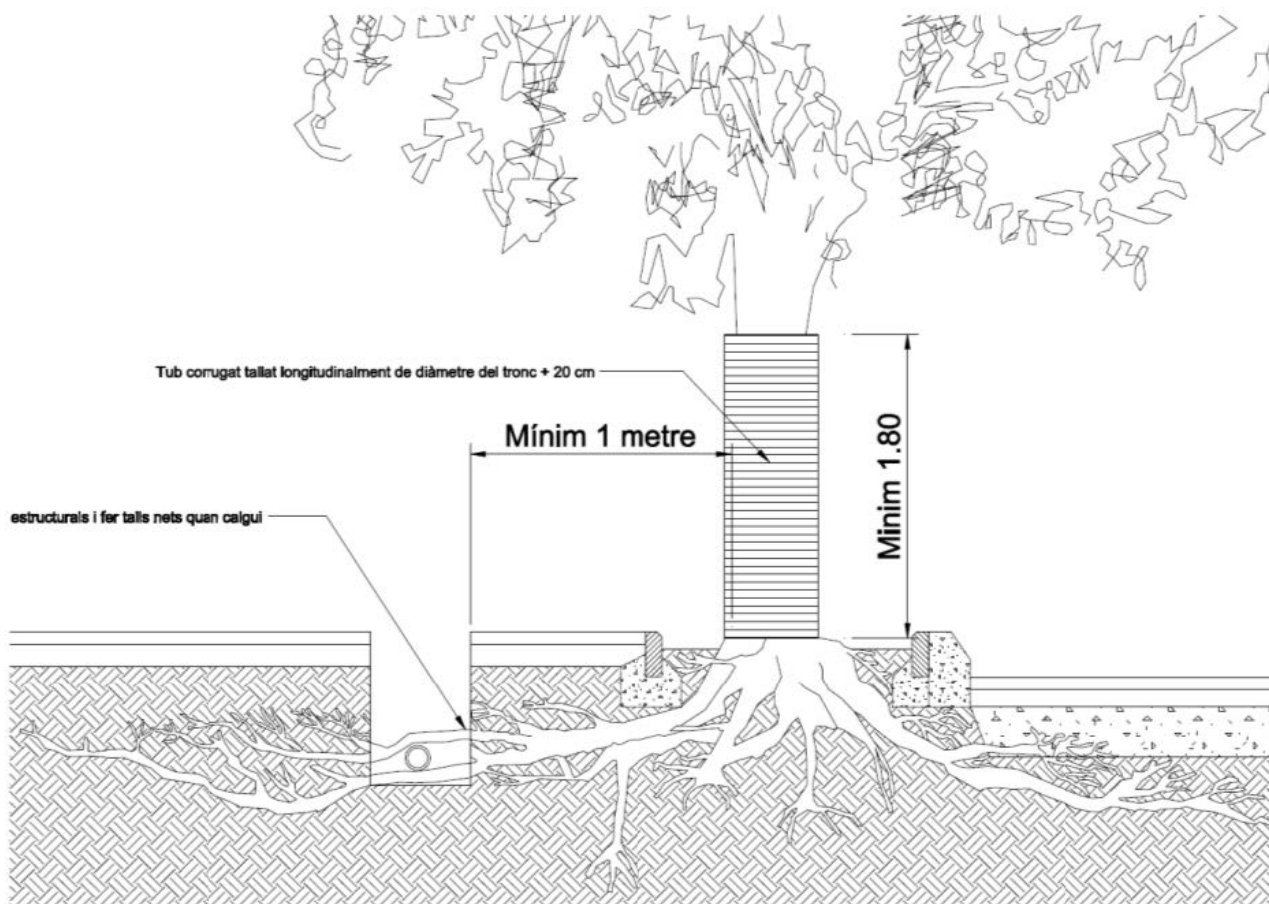 Tub corrugat tallat longitudinalment de diàmetre del tronc + 20 cm
Mínim 1 metre
Minim 1.80
estructurals i fer talls nets quan calgui